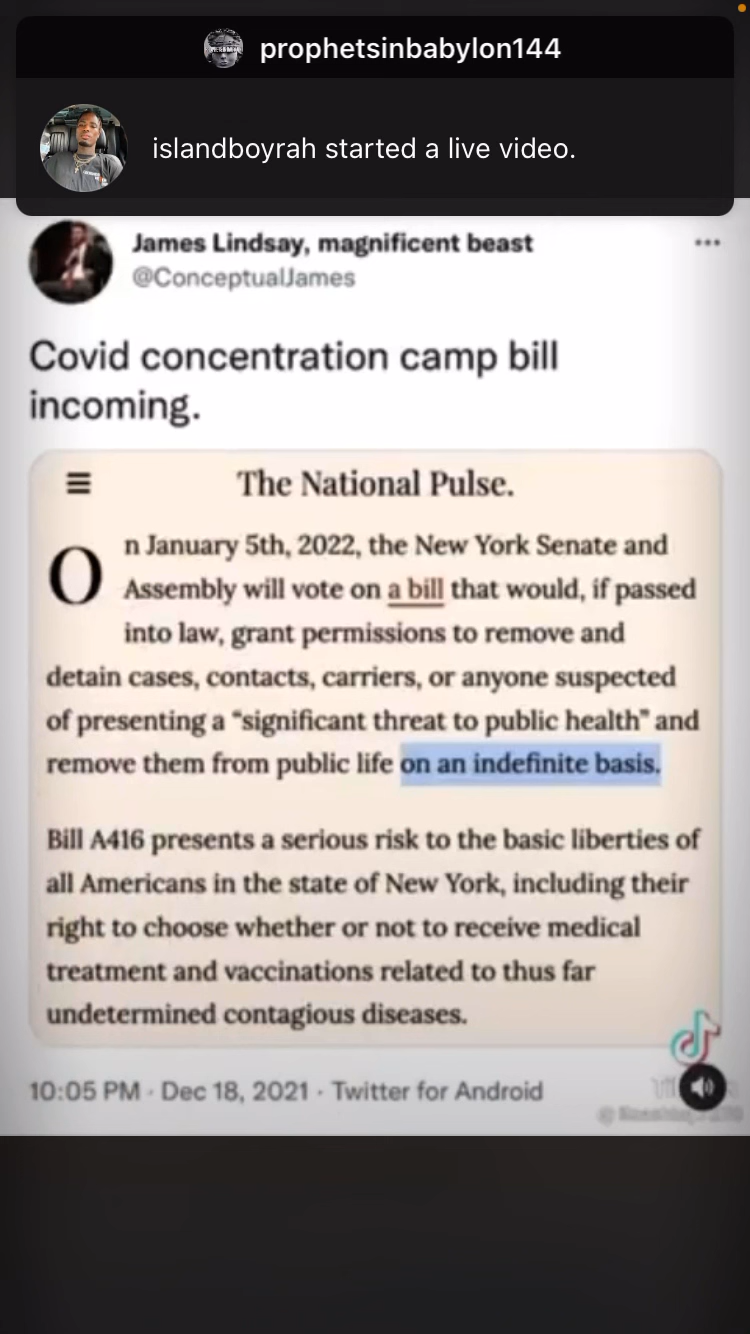 prophetsinbabylon144
islandboyrah started a live video.
James Lindsay, magnificent beast
@ConceptualJames
Covid concentration camp bill
incoming.
The National Pulse.
On January 5th, 2022, the New York Senate and
Assembly will vote on a bill that would, if passed
into law, grant permissions to remove and
detain cases, contacts, carriers, or anyone suspected
of presenting a “significant threat to public health” and
remove them from public life on an indefinite basis.
Bill A416 presents a serious risk to the basic liberties of
all Americans in the state of New York, including their
right to choose whether or not to receive medical
treatment and vaccinations related to thus far
undetermined contagious diseases.
10:05 PM · Dec 18, 2021 · Twitter for Android